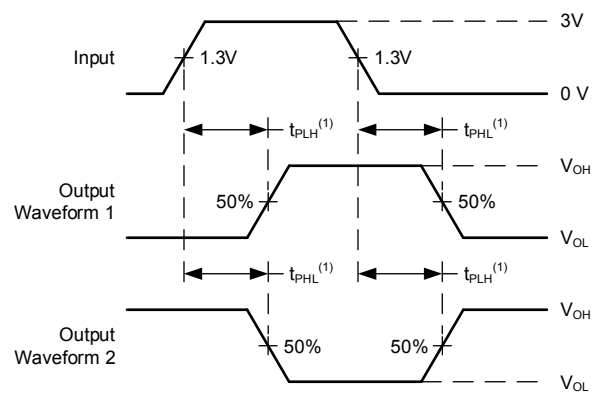 3V
Input
1.3V
1.3V
0 V
tPLH(1)
tPHL(1)
VOH
Output
Waveform 1
50%
50%
VOL
tPHL(1)
tPLH(1)
VOH
Output
Waveform 2
50%
50%
VOL